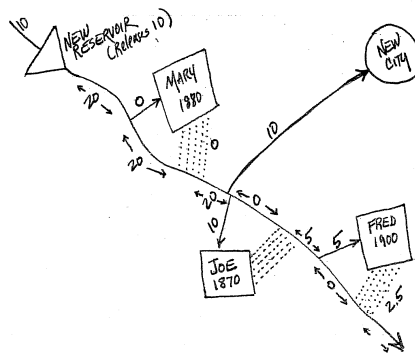 10
NEW
RESERVOIR
(Releases 10)
20
0
MARY
1880
NEW
CITY
20
0
10
20
0
10
5
5
FRED
1900
JOE
1870
0
2.5